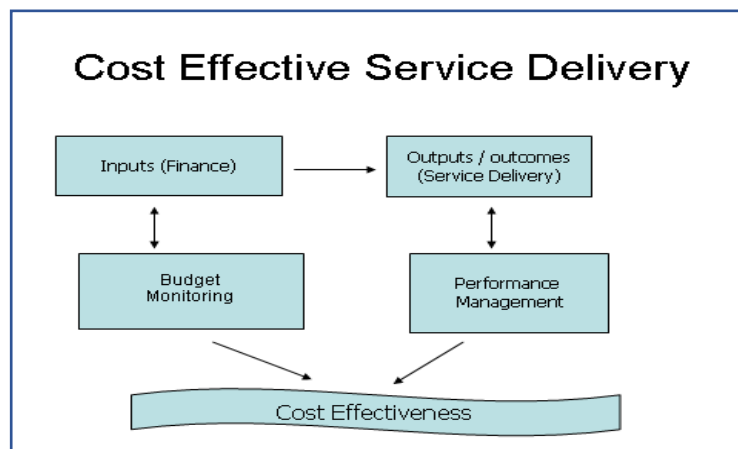 Cost Effective Service Delivery
Inputs (Finance)
Outputs / outcomes
(Service Delivery)
Budget
Monitoring
Performance
Management
Cost Effectiveness